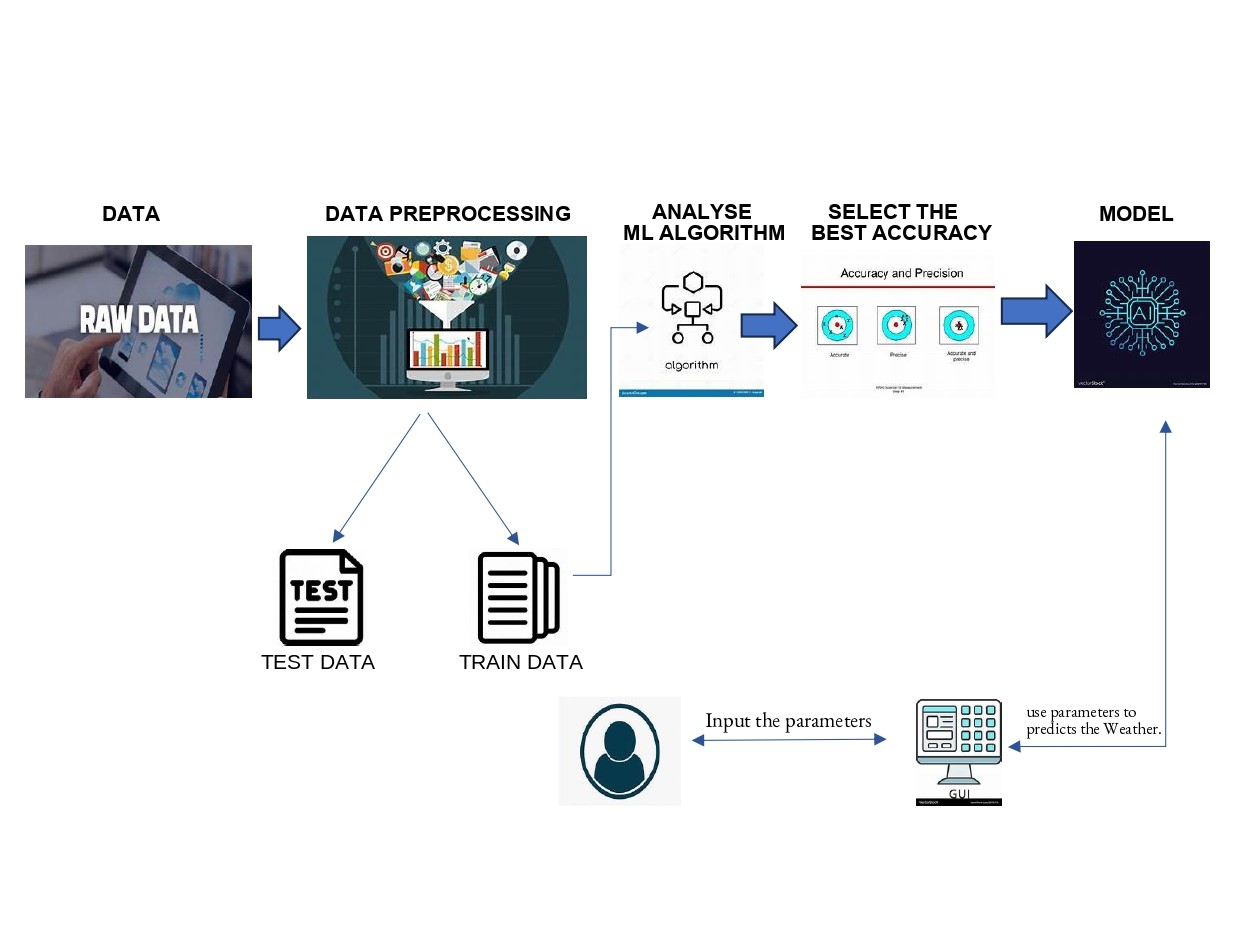 DATA
DATA PREPROCESSING
ANALYSE
ML ALGORITHM
SELECT THE
BEST ACCURACY
MODEL
RAW DATA
algorithm
Accuracy and Precision
Accurate
Precise
Accurate and
precise
AI
VectorStock
TEST
TEST DATA
TRAIN DATA
Input the parameters
use parameters to
predicts the Weather.
GUI
VectorStock